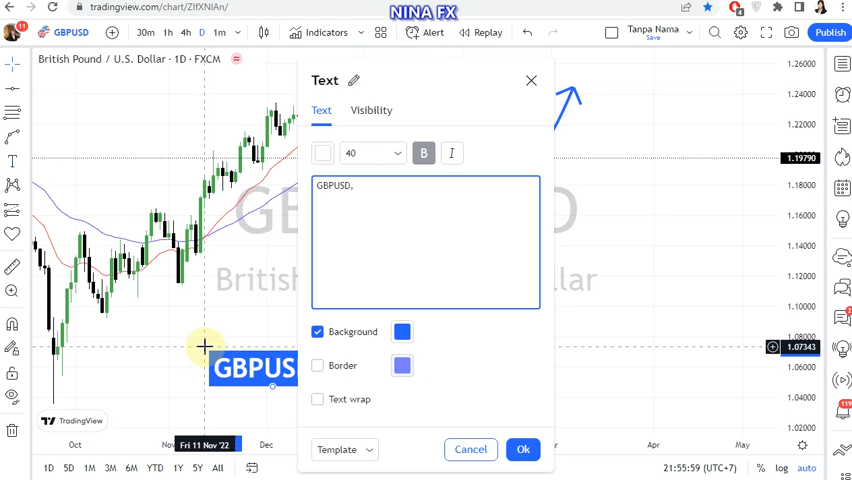 NINA FX
tradingview.com/chart/ZIfXNIAn/
11
GBPUSD
30m 1h 4h D 1m
Indicators
Alert
Replay
Tanpa Nama
Save
Publish
British Pound / U.S. Dollar · 1D · FXCM
Text
Text
Visibility
40
B
I
GBPUSD,
Background
Border
Text wrap
Template
Cancel
Ok
GBPUS
British
llar
1.26000
1.24000
1.22000
1.19790
1.18000
1.16000
1.14000
1.12000
1.10000
1.07343
1.06000
1.04000
1.02000
TradingView
Oct
Nov
Fri 11 Nov '22
Dec
Apr
May
1D 5D 1M 3M 6M YTD 1Y 5Y All
21:55:59 (UTC+7)
%
log
auto
119